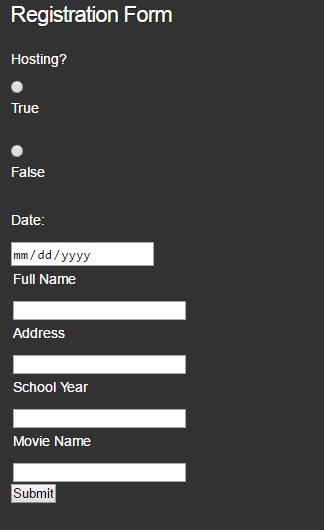 Registration Form
Hosting?
True
False
Date:
mm/dd/yyyy
Full Name
Address
School Year
Movie Name
Submit